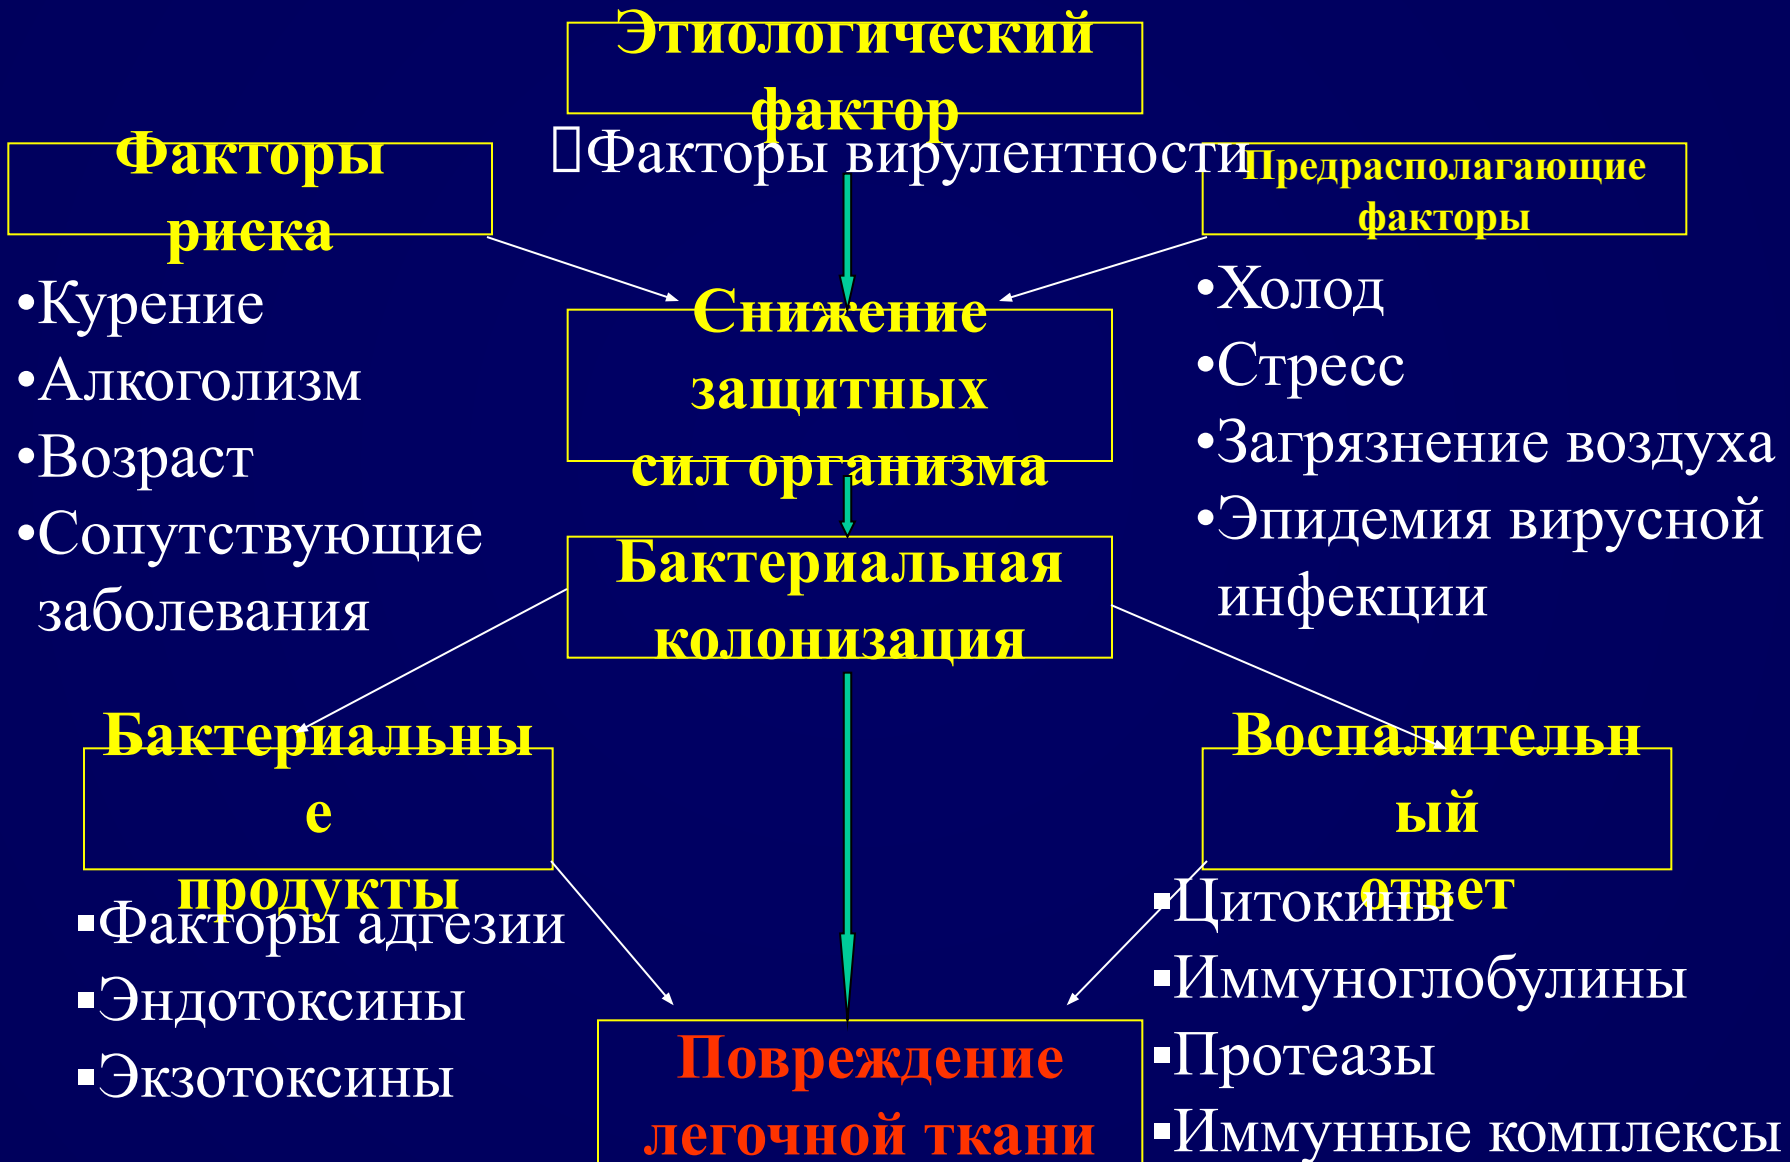 Этиологический
фактор
Факторы вирулентности
Факторы
риска
•Курение
•Алкоголизм
•Возраст
•Сопутствующие
заболевания
Предрасполагающие
факторы
•Холод
•Стресс
•Загрязнение воздуха
•Эпидемия вирусной
инфекции
Снижение
защитных
сил организма
Бактериальная
колонизация
Бактериальны
е
продукты
▪Факторы адгезии
▪Эндотоксины
▪Экзотоксины
Воспалительн
ый
ответ
▪Цитокины
▪Иммуноглобулины
▪Протеазы
▪Иммунные комплексы
Повреждение
легочной ткани